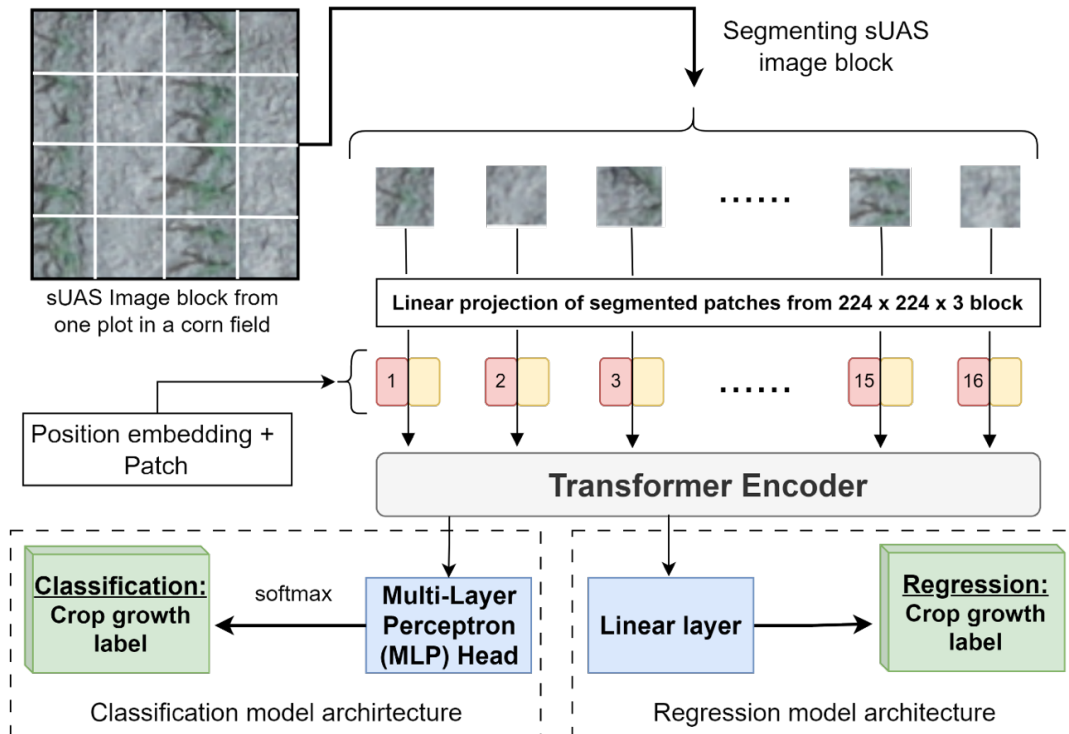 Segmenting sUAS
image block
......
sUAS Image block from
one plot in a corn field
Linear projection of segmented patches from 224 x 224 x 3 block
1
2
3
......
15
16
Position embedding +
Patch
Transformer Encoder
Classification:
Crop growth
label
softmax
Multi-Layer
Perceptron
(MLP) Head
Linear layer
Regression:
Crop growth
label
Classification model archirtecture
Regression model architecture